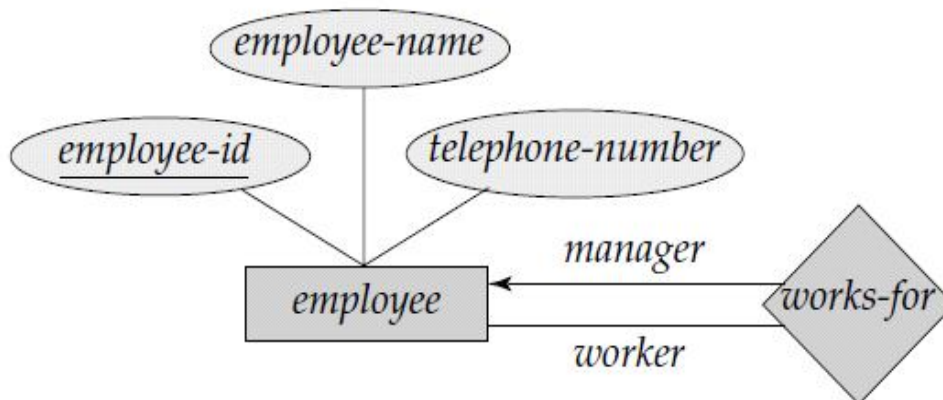 employee-name
employee-id
telephone-number
manager
employee
works-for
worker